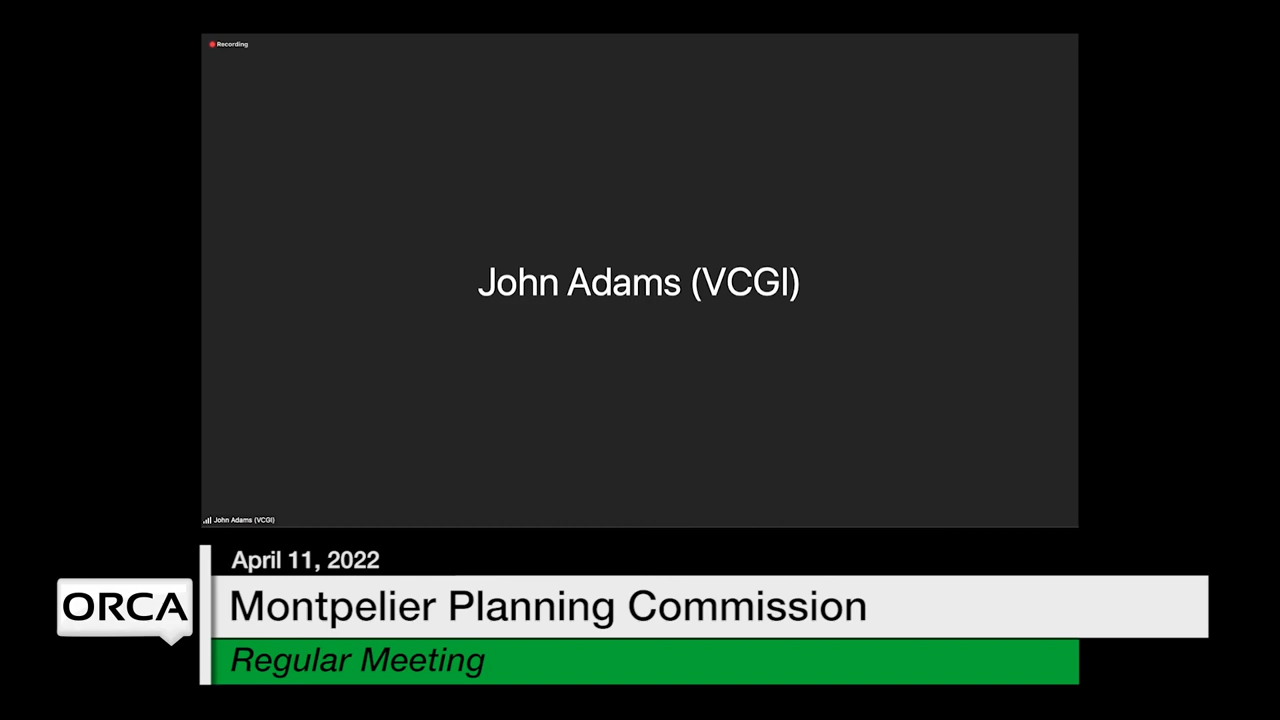 Recording
John Adams (VCGI)
John Adams (VCGI)
April 11, 2022
ORCA
Montpelier Planning Commission
Regular Meeting